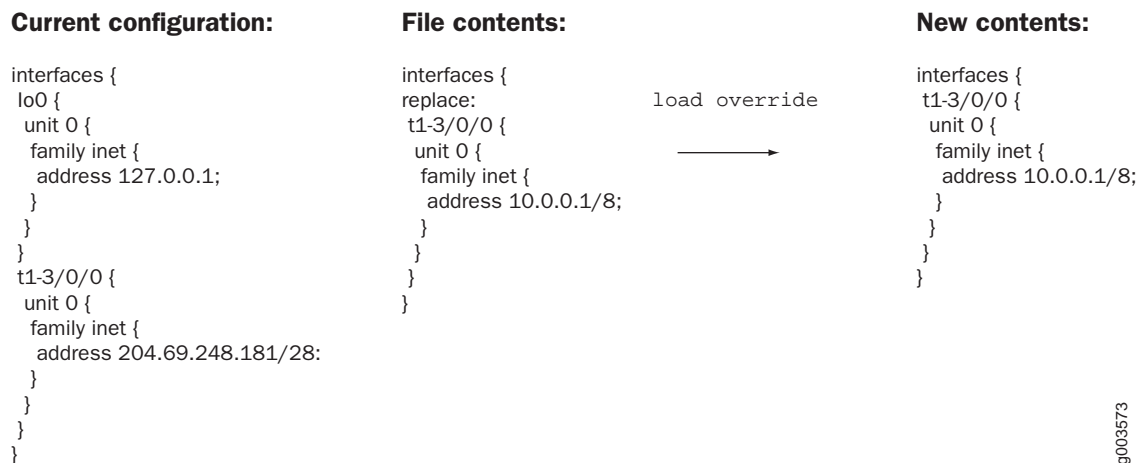 Current configuration:
interfaces {
lo0 {
unit 0 {
family inet {
address 127.0.0.1;
}
}
}
t1-3/0/0 {
unit 0 {
family inet {
address 204.69.248.181/28:
}
}
}
}
File contents:
interfaces {
replace:
t1-3/0/0 {
unit 0 {
family inet {
address 10.0.0.1/8;
}
}
}
}
load override
New contents:
interfaces {
t1-3/0/0 {
unit 0 {
family inet {
address 10.0.0.1/8;
}
}
}
}
g003573